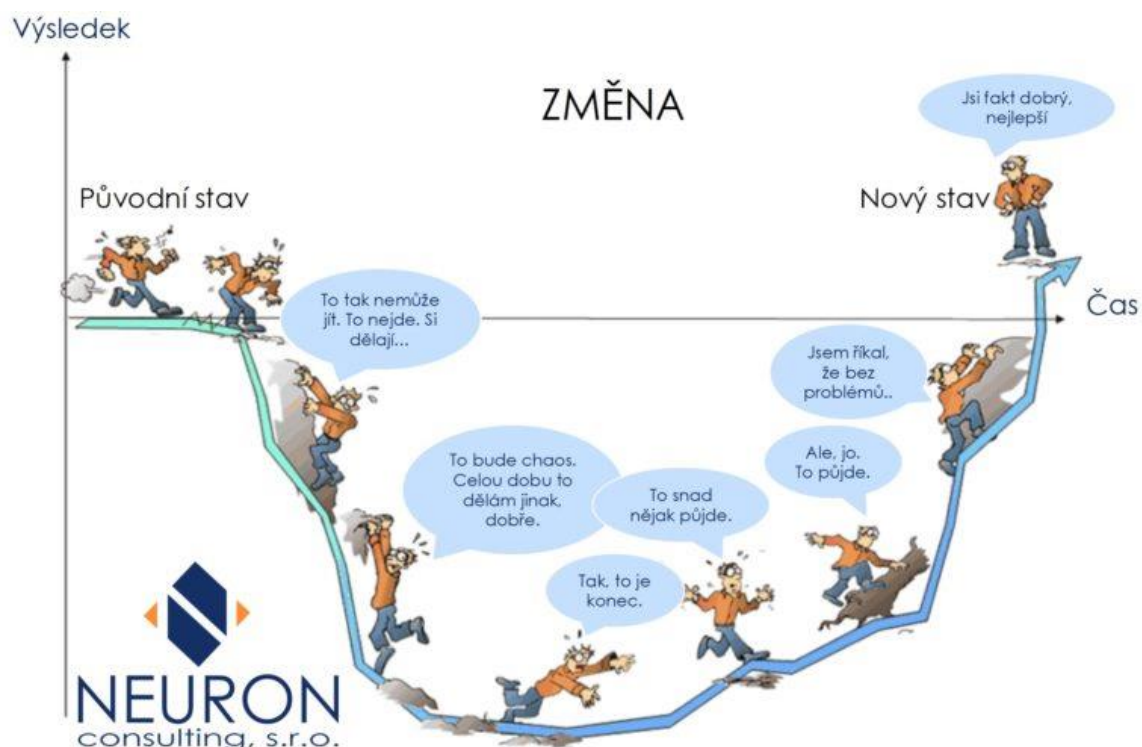 Výsledek
ZMĚNA
Jsi fakt dobrý,
nejlepší
Původní stav
Nový stav
To tak nemůže
jít. To nejde. Si
dělají...
Čas
Jsem říkal,
že bez
problémů..
To bude chaos.
Celou dobu to
dělám jinak,
dobře.
To snad
nějak půjde.
Ale, jo.
To půjde.
Tak, to je
konec.
NEURON
consulting, s.r.o.